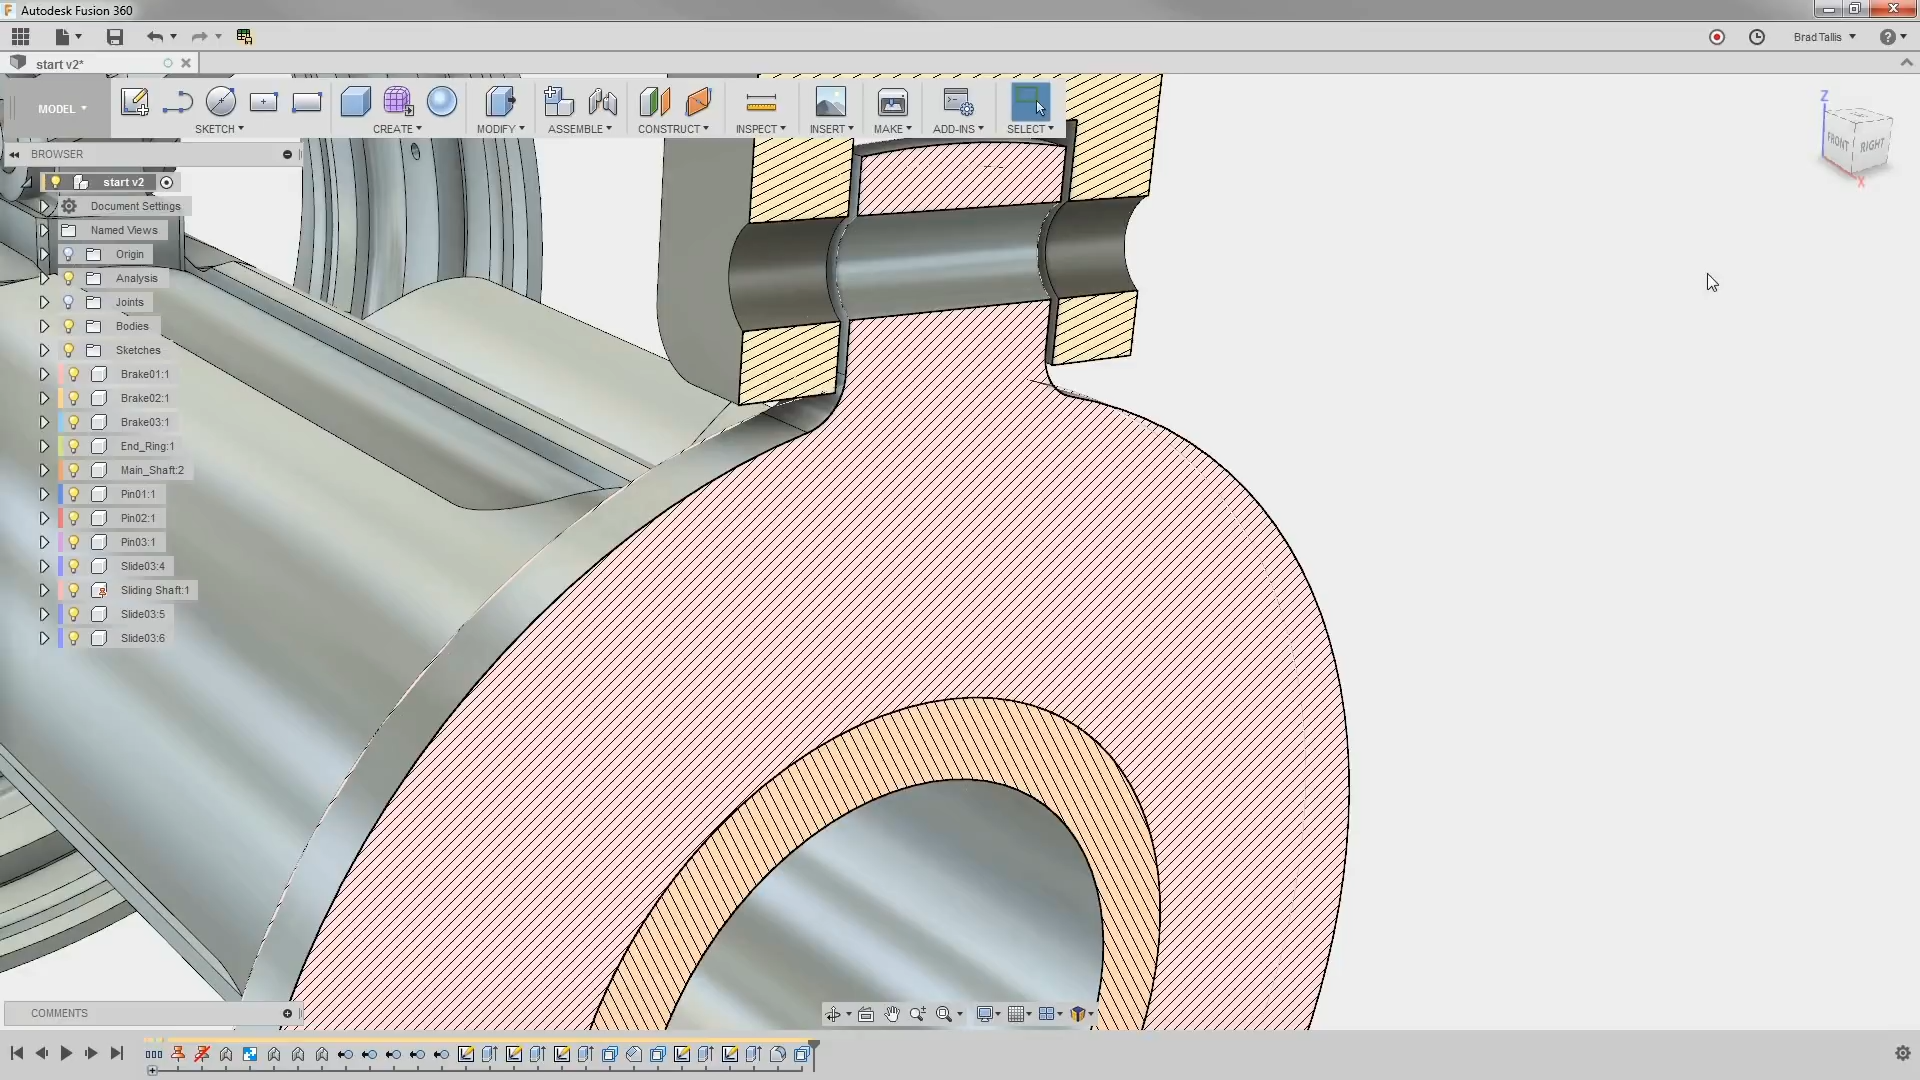 Autodesk Fusion 360
Brad Tallis
start v2*
MODEL
SKETCH
CREATE
MODIFY
ASSEMBLE
CONSTRUCT
INSPECT
INSERT
MAKE
ADD-INS
SELECT
Z
FRONT
RIGHT
X
BROWSER
start v2
Document Settings
Named Views
Origin
Analysis
Joints
Bodies
Sketches
Brake01:1
Brake02:1
Brake03:1
End_Ring:1
Main_Shaft:2
Pin01:1
Pin02:1
Pin03:1
Slide03:4
Sliding Shaft:1
Slide03:5
Slide03:6
COMMENTS